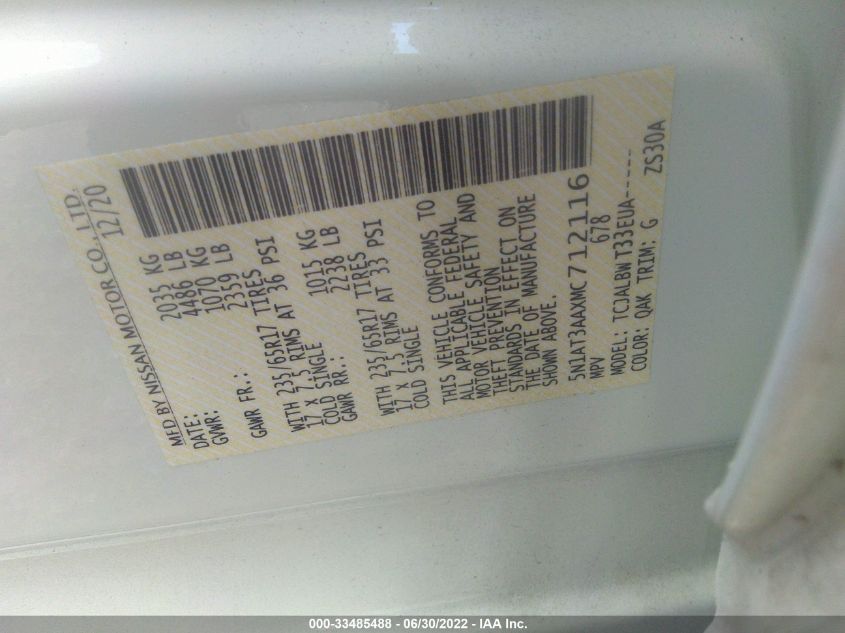 MFD BY NISSAN MOTOR CO., LTD.
DATE: 12/20
GVWR: 2035 KG
4486 LB
GAWR FR.: 1070 KG
2359 LB
WITH 235/65R17 TIRES
17 X 7.5 RIMS AT 36 PSI
COLD SINGLE
GAWR RR.: 1015 KG
2238 LB
WITH 235/65R17 TIRES
17 X 7.5 RIMS AT 33 PSI
COLD SINGLE
THIS VEHICLE CONFORMS TO
ALL APPLICABLE FEDERAL
MOTOR VEHICLE SAFETY AND
THEFT PREVENTION
STANDARDS IN EFFECT ON
THE DATE OF MANUFACTURE
SHOWN ABOVE.
5N1AT3AAXMC712116
MPV 678
MODEL: TCJALBWT33EUA-----
COLOR: QAK TRIM: G ZS30A
000-33485488 - 06/30/2022 - IAA Inc.